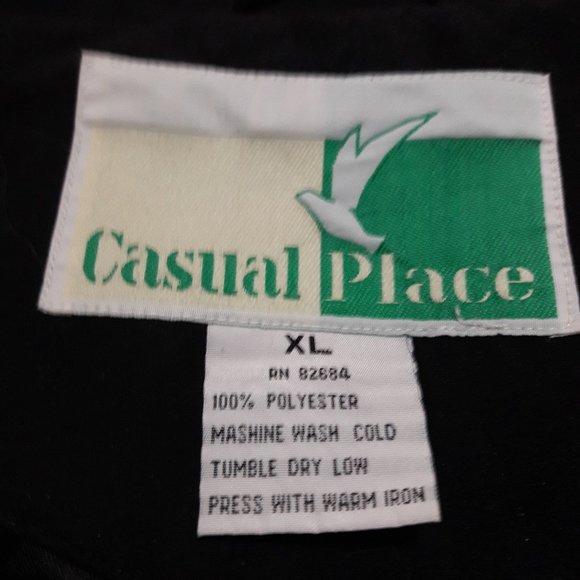 Casual Place
XL
RN 82684
100% POLYESTER
MASHINE WASH COLD
TUMBLE DRY LOW
PRESS WITH WARM IRON